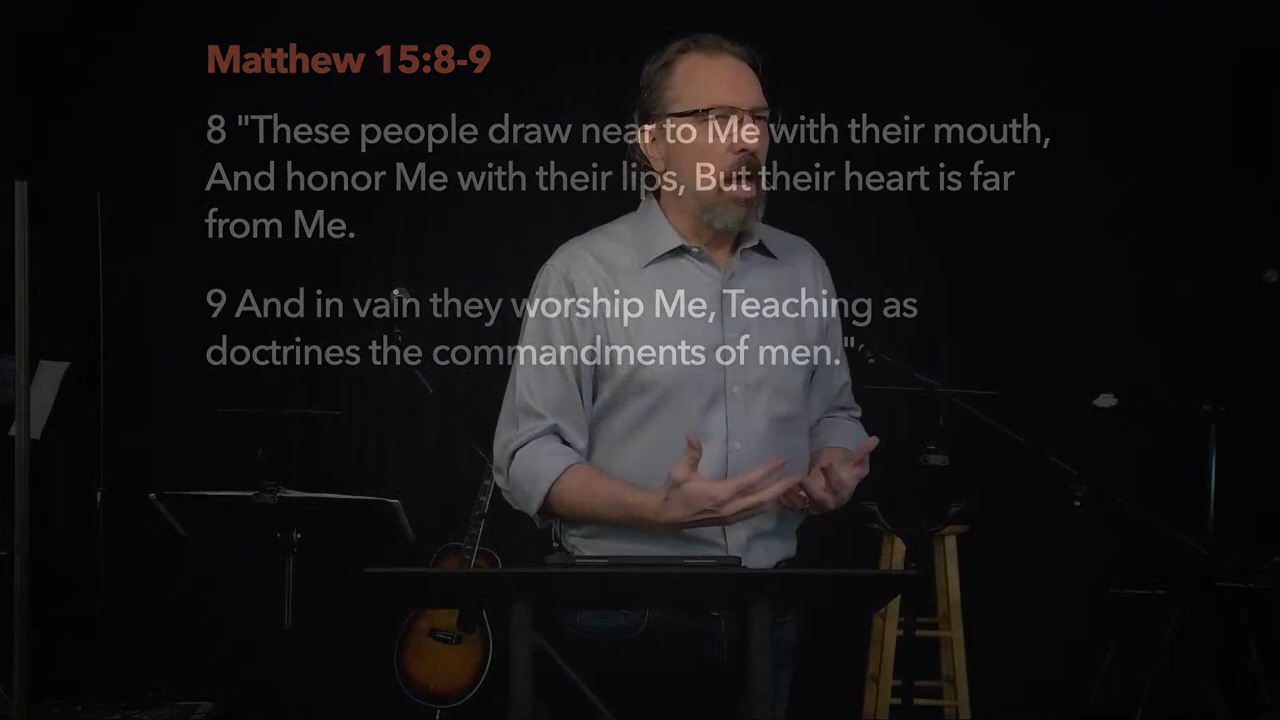 Matthew 15:8-9
8 "These people draw near to Me with their mouth,
And honor Me with their lips, But their heart is far
from Me.
9 And in vain they worship Me, Teaching as
doctrines the commandments of men."